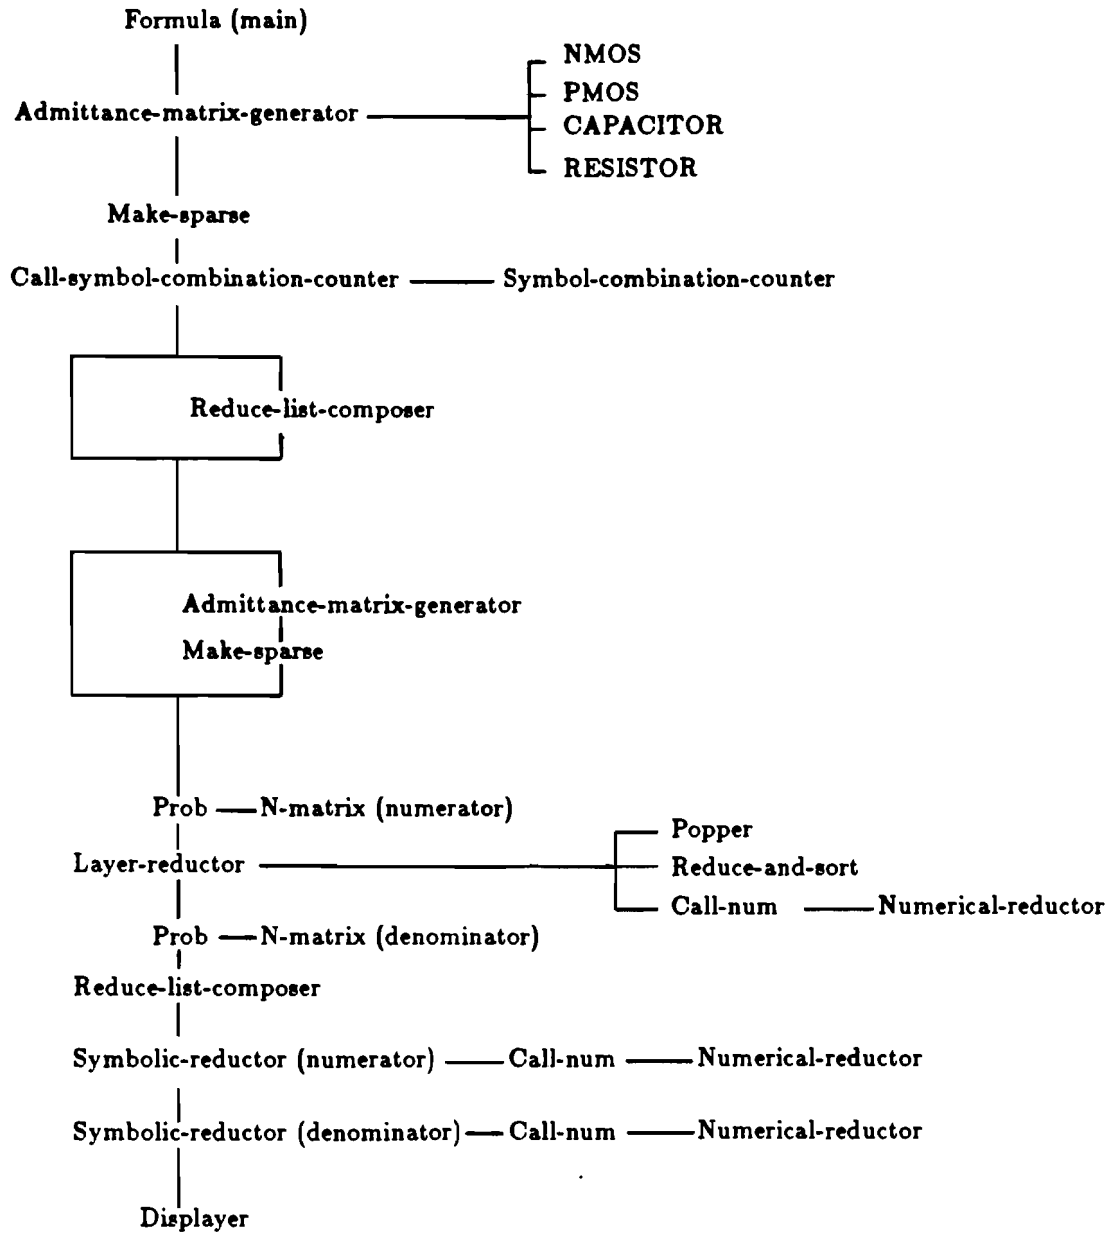 Formula (main)
NMOS
PMOS
Admittance-matrix-generator
CAPACITOR
RESISTOR
Make-sparse
Call-symbol-combination-counter
Symbol-combination-counter
Reduce-list-composer
Admittance-matrix-generator
Make-sparse
Prob
N-matrix (numerator)
Popper
Layer-reductor
Reduce-and-sort
Call-num
Numerical-reductor
Prob
N-matrix (denominator)
Reduce-list-composer
Symbolic-reductor (numerator)
Call-num
Numerical-reductor
Symbolic-reductor (denominator)
Call-num
Numerical-reductor
Displayer